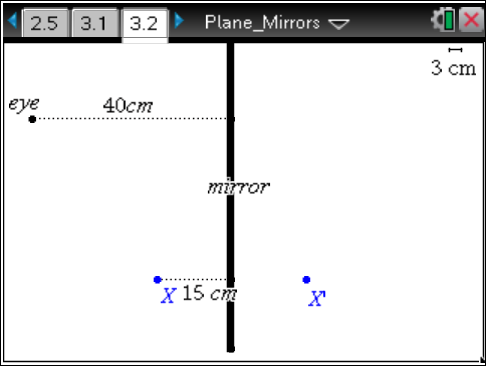 2.5 3.1 3.2 Plane_Mirrors
3 cm
eye 40cm
mirror
X 15 cm X'